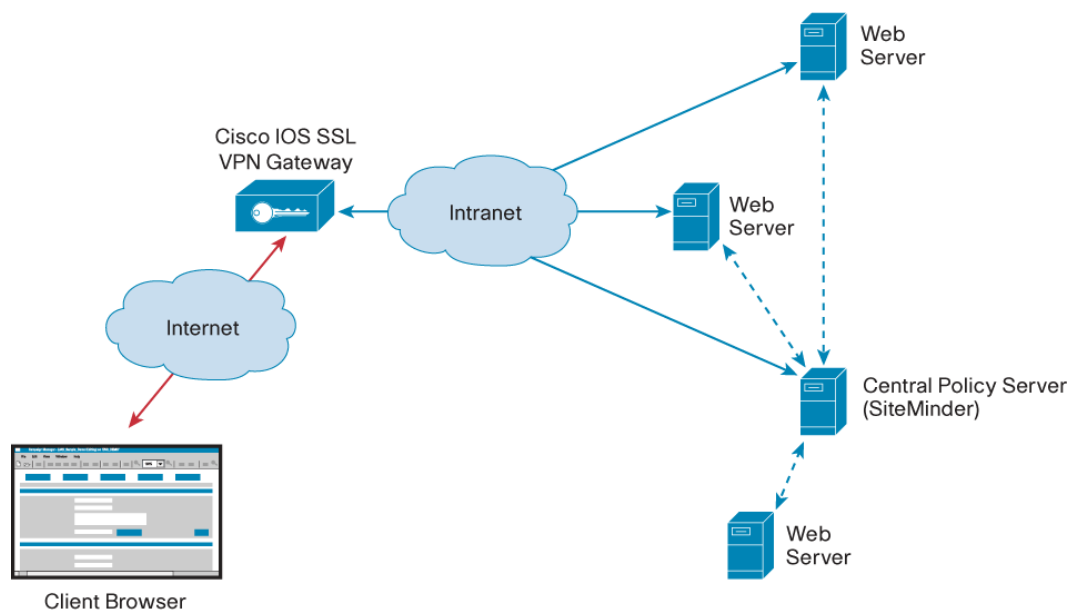 Web
Server
Cisco IOS SSL
VPN Gateway
Intranet
Web
Server
Internet
Central Policy Server
(SiteMinder)
Web
Server
Client Browser